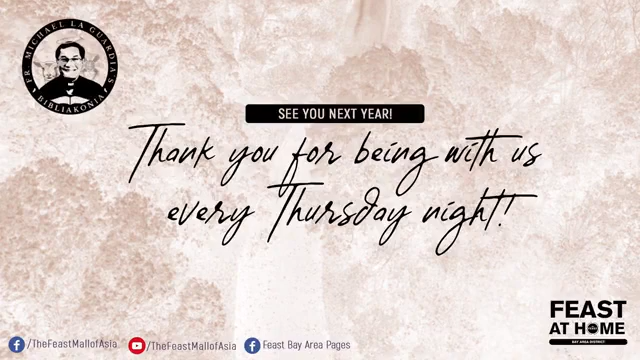 FR. MICHAEL LA GUARDIA'S
BIBLIAKONIA
SEE YOU NEXT YEAR!
Thank you for being with us
every Thursday night!
FEAST
AT HOME
BAY AREA DISTRICT
/TheFeastMallofAsia
/TheFeastMallofAsia
Feast Bay Area Pages